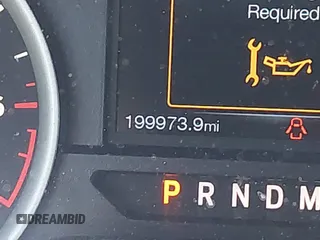 Required
199973.9mi
P R N D M
DREAMBID